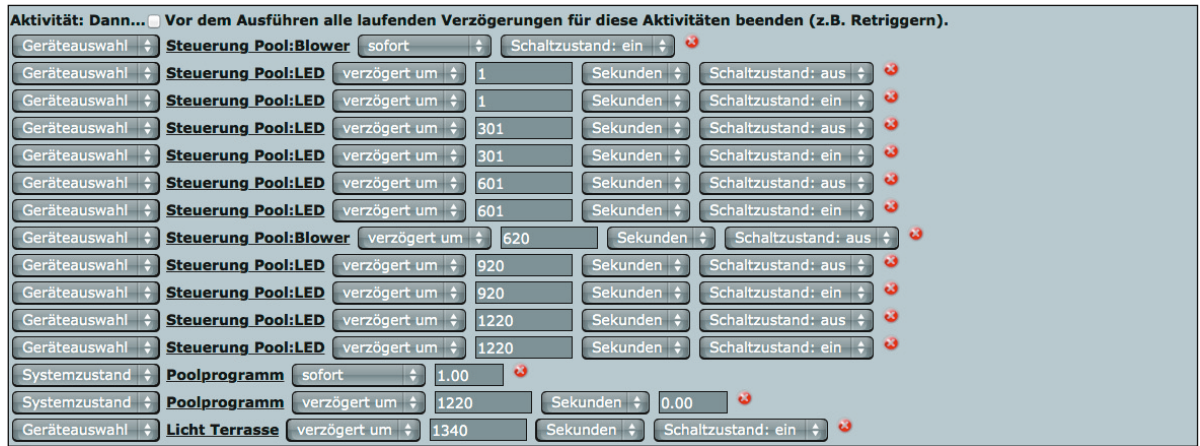 Aktivität: Dann... Vor dem Ausführen alle laufenden Verzögerungen für diese Aktivitäten beenden (z.B. Retriggern).
Geräteauswahl Steuerung Pool:Blower sofort Schaltzustand: ein
Geräteauswahl Steuerung Pool:LED verzögert um 1 Sekunden Schaltzustand: aus
Geräteauswahl Steuerung Pool:LED verzögert um 1 Sekunden Schaltzustand: ein
Geräteauswahl Steuerung Pool:LED verzögert um 301 Sekunden Schaltzustand: aus
Geräteauswahl Steuerung Pool:LED verzögert um 301 Sekunden Schaltzustand: ein
Geräteauswahl Steuerung Pool:LED verzögert um 601 Sekunden Schaltzustand: aus
Geräteauswahl Steuerung Pool:LED verzögert um 601 Sekunden Schaltzustand: ein
Geräteauswahl Steuerung Pool:Blower verzögert um 620 Sekunden Schaltzustand: aus
Geräteauswahl Steuerung Pool:LED verzögert um 920 Sekunden Schaltzustand: aus
Geräteauswahl Steuerung Pool:LED verzögert um 920 Sekunden Schaltzustand: ein
Geräteauswahl Steuerung Pool:LED verzögert um 1220 Sekunden Schaltzustand: aus
Geräteauswahl Steuerung Pool:LED verzögert um 1220 Sekunden Schaltzustand: ein
Systemzustand Poolprogramm sofort 1.00
Systemzustand Poolprogramm verzögert um 1220 Sekunden 0.00
Geräteauswahl Licht Terrasse verzögert um 1340 Sekunden Schaltzustand: ein